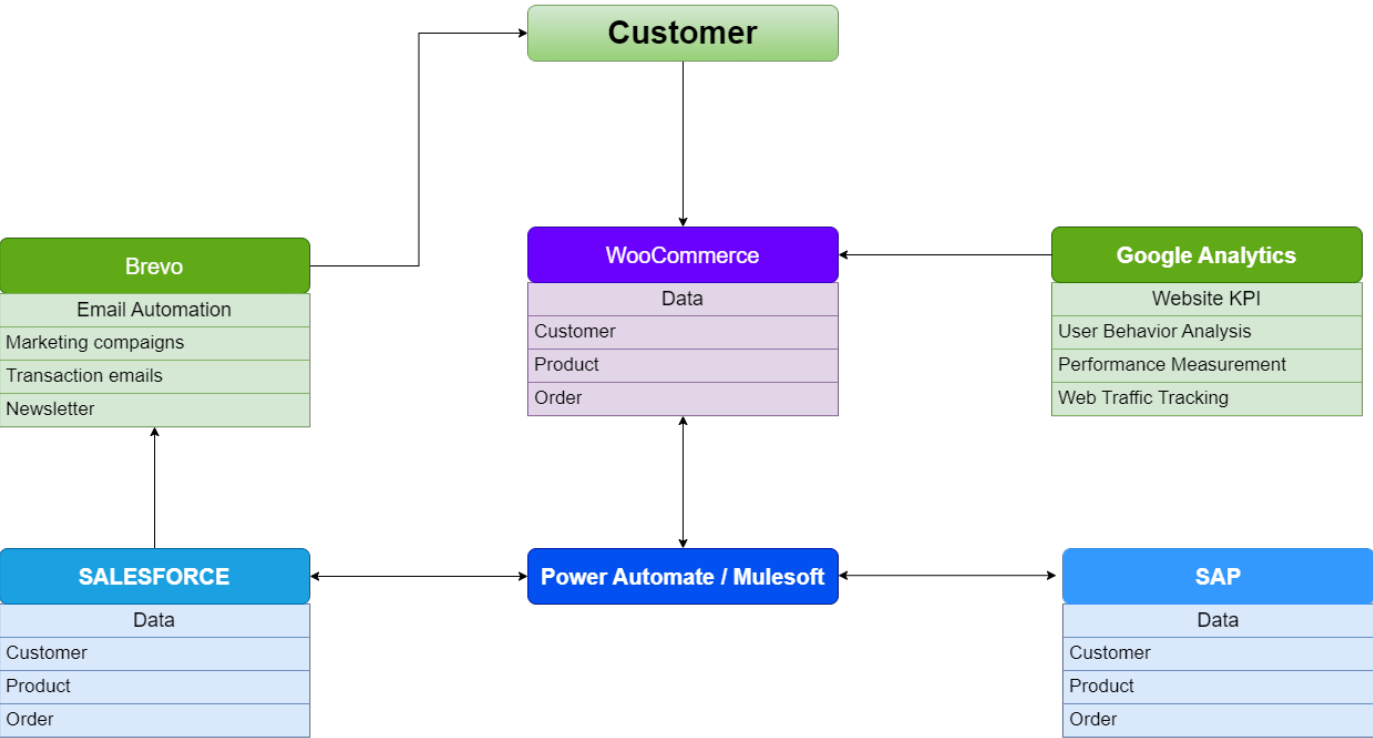 Customer
Brevo
Email Automation
Marketing compaigns
Transaction emails
Newsletter
WooCommerce
Data
Customer
Product
Order
Google Analytics
Website KPI
User Behavior Analysis
Performance Measurement
Web Traffic Tracking
SALESFORCE
Data
Customer
Product
Order
Power Automate / Mulesoft
SAP
Data
Customer
Product
Order